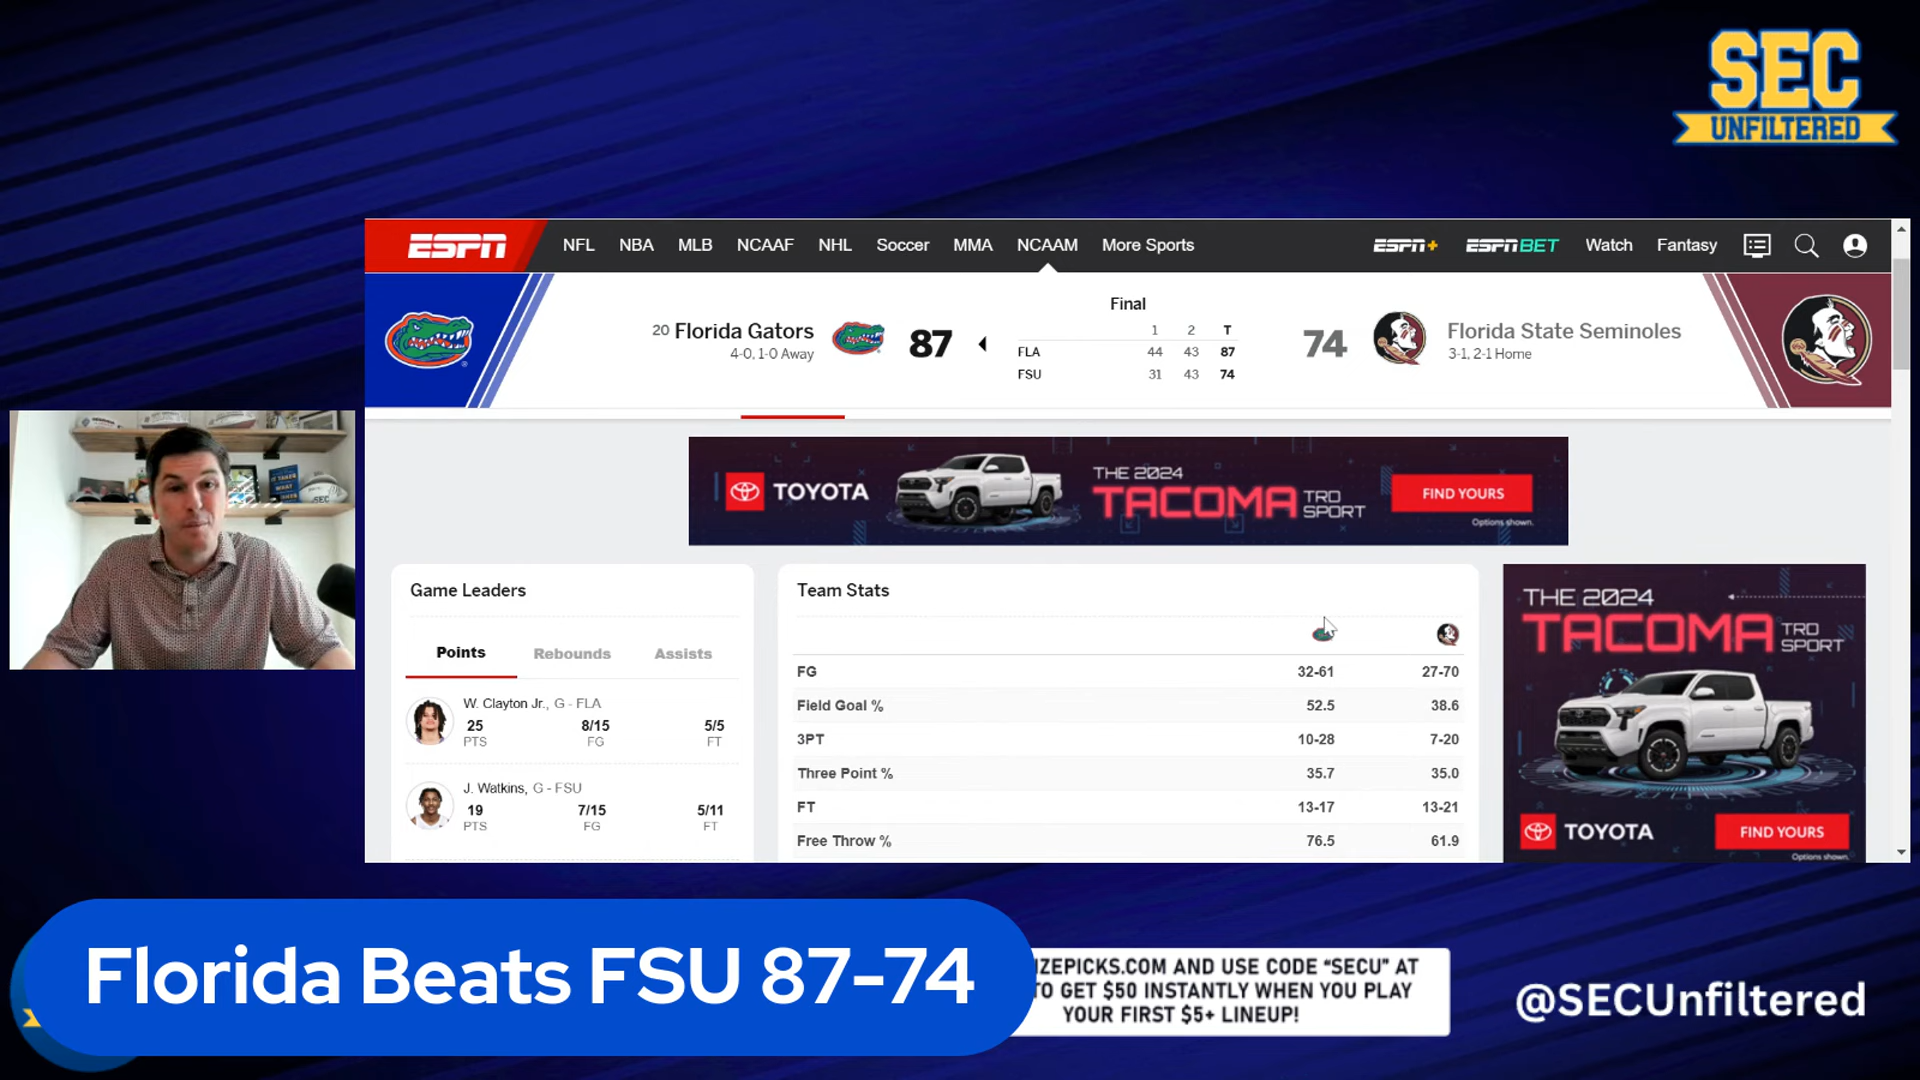 SEC
UNFILTERED
ESPN NFL NBA MLB NCAAF NHL Soccer MMA NCAAM More Sports ESPN+ ESPN BET Watch Fantasy
Final
20 Florida Gators
4-0, 1-0 Away
87
1 2 T
FLA 44 43 87
FSU 31 43 74
74
Florida State Seminoles
3-1, 2-1 Home
TOYOTA
THE 2024
TACOMA TRD
SPORT
FIND YOURS
Options shown.
Game Leaders
Points Rebounds Assists
W. Clayton Jr., G - FLA
25 8/15 5/5
PTS FG FT
J. Watkins, G - FSU
19 7/15 5/11
PTS FG FT
Team Stats
FG 32-61 27-70
Field Goal % 52.5 38.6
3PT 10-28 7-20
Three Point % 35.7 35.0
FT 13-17 13-21
Free Throw % 76.5 61.9
THE 2024
TACOMA TRD
SPORT
TOYOTA
FIND YOURS
Options shown.
Florida Beats FSU 87-74
IZEPICKS.COM AND USE CODE “SECU” AT
TO GET $50 INSTANTLY WHEN YOU PLAY
YOUR FIRST $5+ LINEUP!
@SECUnfiltered